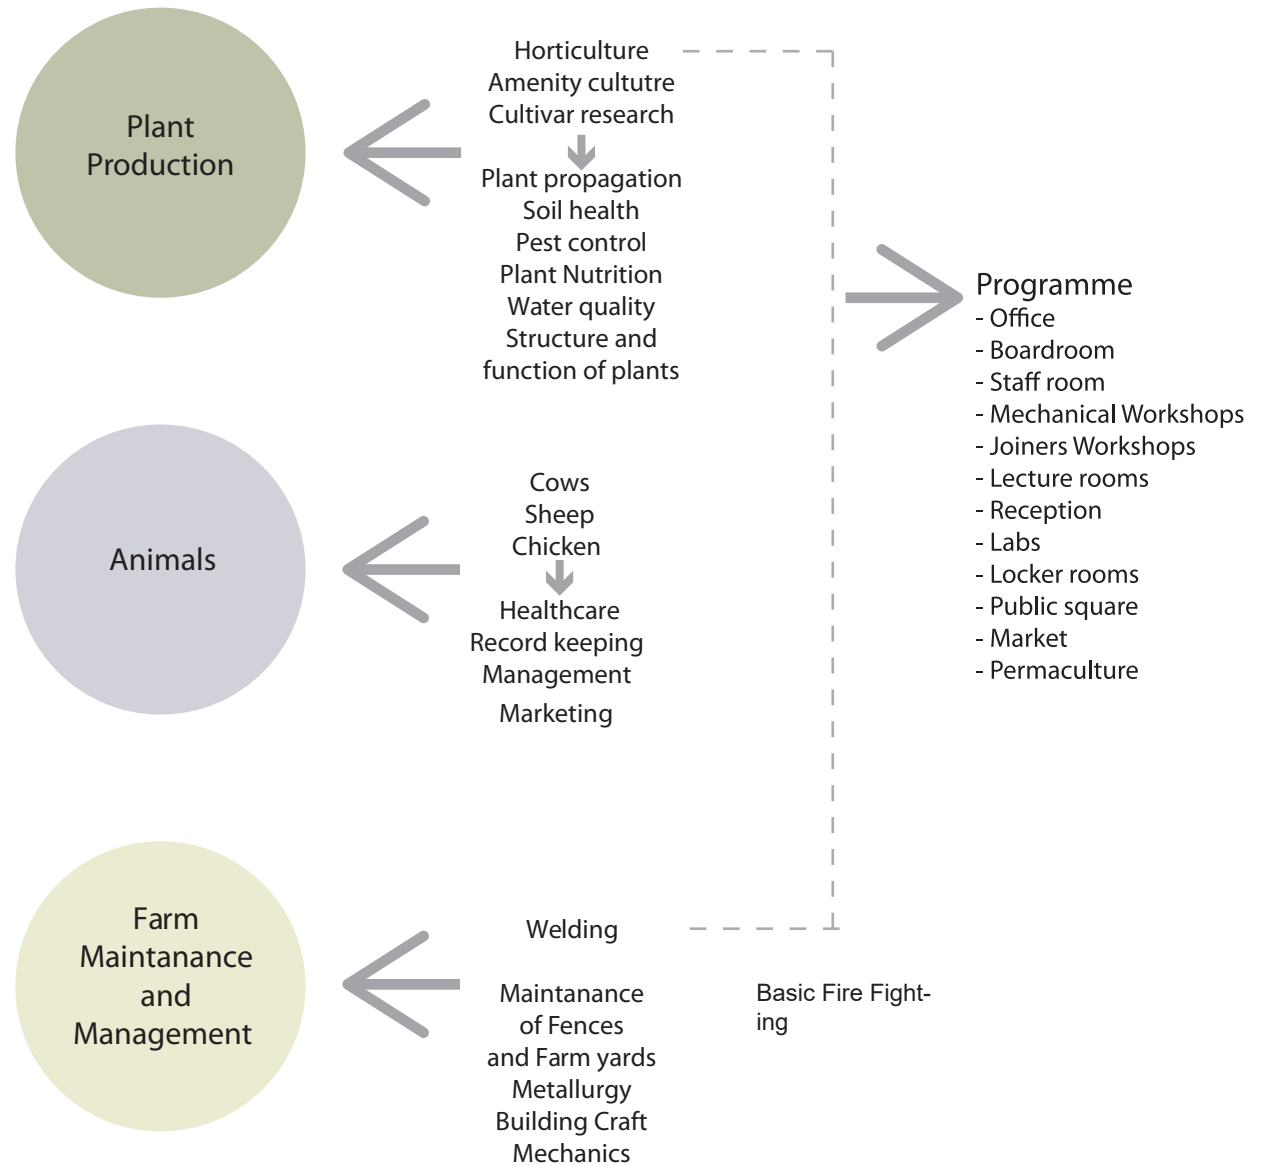 Plant
Production
Horticulture
Amenity cultutre
Cultivar research
Plant propagation
Soil health
Pest control
Plant Nutrition
Water quality
Structure and
function of plants
Animals
Cows
Sheep
Chicken
Healthcare
Record keeping
Management
Marketing
Farm
Maintanance
and
Management
Welding
Maintanance
of Fences
and Farm yards
Metallurgy
Building Craft
Mechanics
Basic Fire Fight-
ing
Programme
- Office
- Boardroom
- Staff room
- Mechanical Workshops
- Joiners Workshops
- Lecture rooms
- Reception
- Labs
- Locker rooms
- Public square
- Market
- Permaculture